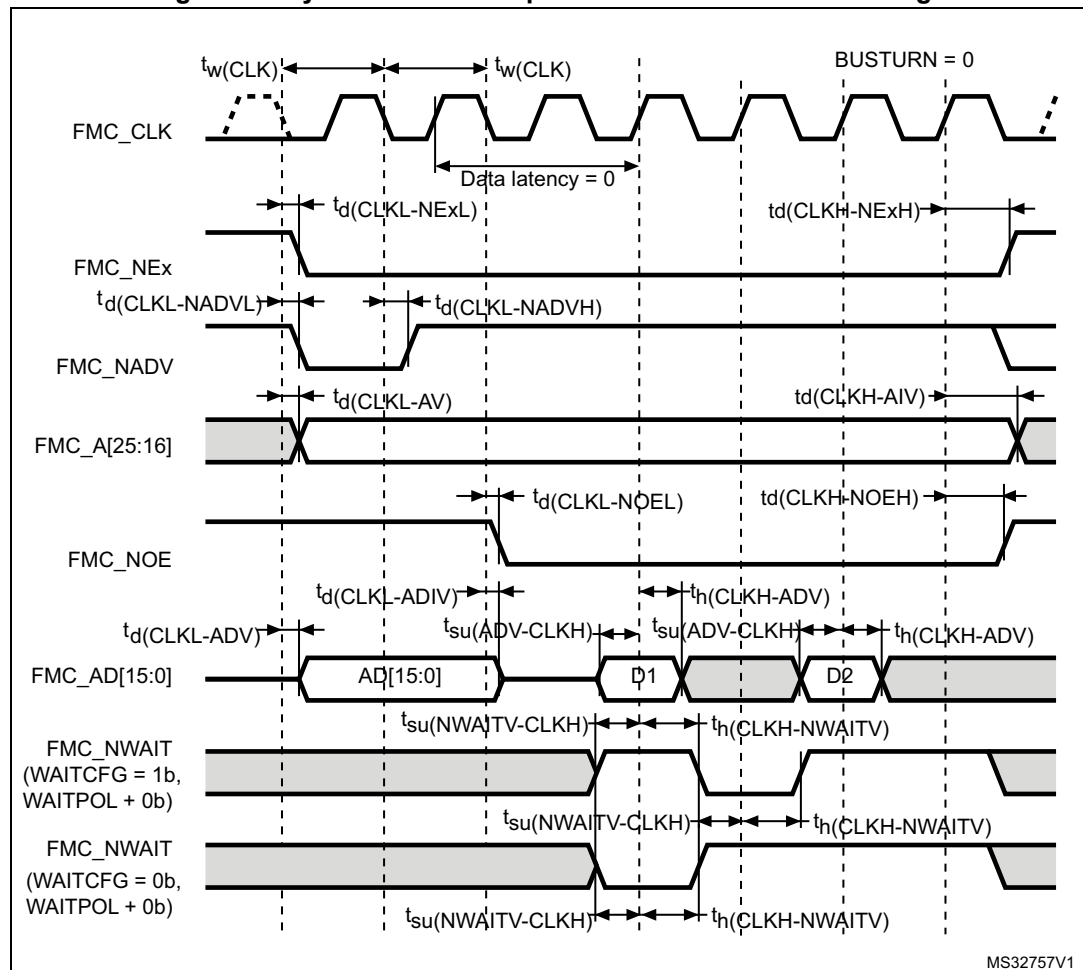 BUSTURN = 0
tw(CLK)
tw(CLK)
FMC_CLK
Data latency = 0
td(CLKL-NExL)
td(CLKH-NExH)
FMC_NEx
td(CLKL-NADVL)
td(CLKL-NADVH)
FMC_NADV
td(CLKL-AV)
td(CLKH-AIV)
FMC_A[25:16]
td(CLKL-NOEL)
td(CLKH-NOEH)
FMC_NOE
td(CLKL-ADIV)
th(CLKH-ADV)
td(CLKL-ADV)
tsu(ADV-CLKH)
tsu(ADV-CLKH)
th(CLKH-ADV)
FMC_AD[15:0]
AD[15:0]
D1
D2
tsu(NWAITV-CLKH)
th(CLKH-NWAITV)
FMC_NWAIT
(WAITCFG = 1b,
WAITPOL + 0b)
tsu(NWAITV-CLKH)
th(CLKH-NWAITV)
FMC_NWAIT
(WAITCFG = 0b,
WAITPOL + 0b)
tsu(NWAITV-CLKH)
th(CLKH-NWAITV)
MS32757V1